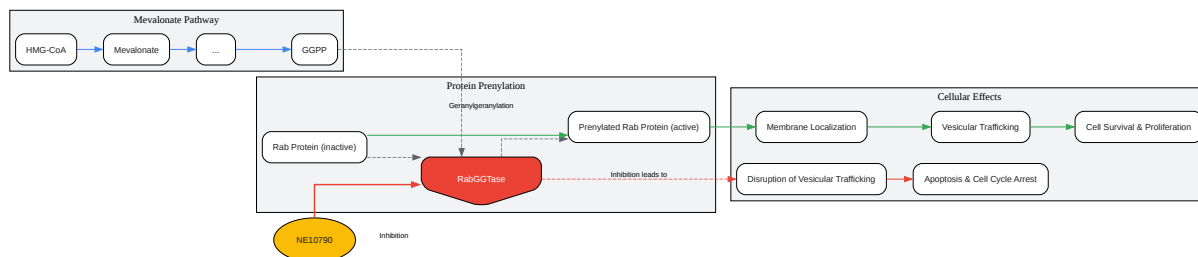 Mevalonate Pathway
HMG-CoA
Mevalonate
...
GGPP
Protein Prenylation
Geranylgeranylation
Rab Protein (inactive)
Prenylated Rab Protein (active)
RabGGTase
Inhibition leads to
NE10790
Inhibition
Cellular Effects
Membrane Localization
Vesicular Trafficking
Cell Survival & Proliferation
Disruption of Vesicular Trafficking
Apoptosis & Cell Cycle Arrest